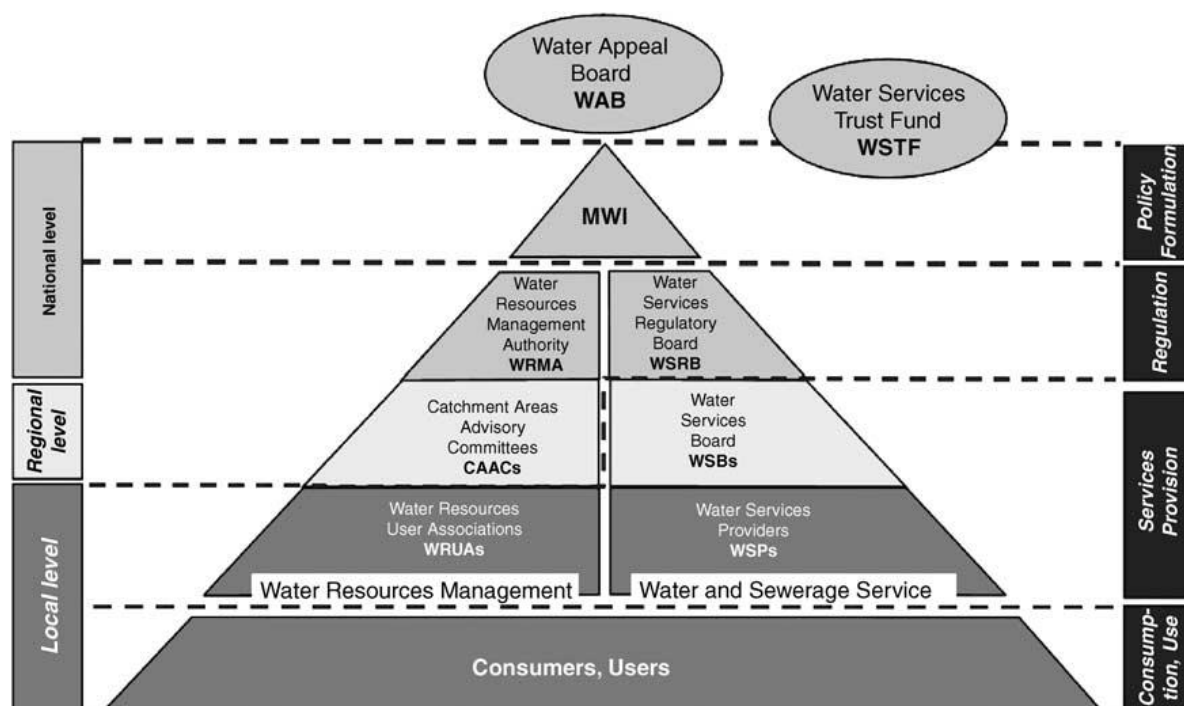 Water Appeal
Board
WAB
Water Services
Trust Fund
WSTF
National level
Policy
Formulation
MWI
Water
Resources
Management
Authority
WRMA
Water
Services
Regulatory
Board
WSRB
Regulation
Regional
level
Catchment Areas
Advisory
Committees
CAACs
Water
Services
Board
WSBs
Services
Provision
Local level
Water Resources
User Associations
WRUAs
Water Services
Providers
WSPs
Water Resources Management
Water and Sewerage Service
Consumers, Users
Consump-
tion, Use